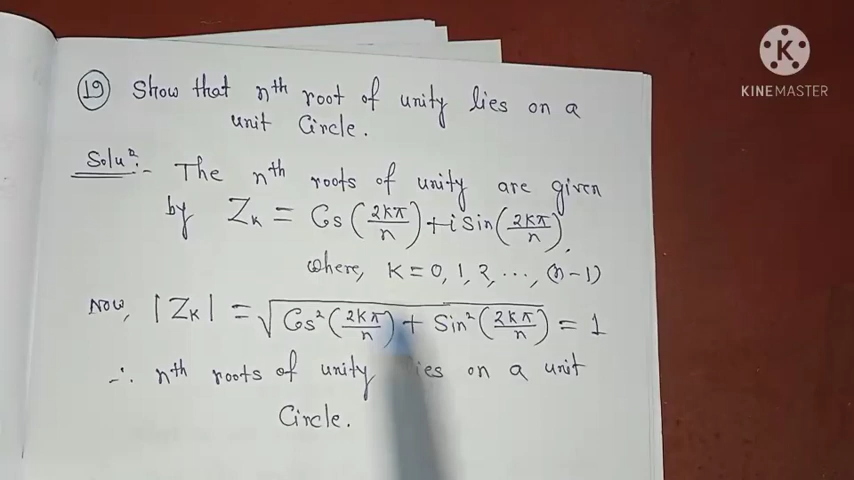 KINEMASTER
(19) Show that nth root of unity lies on a
unit Circle.
Soluⁿ:- The nth roots of unity are given
by Zₖ = Cos(2kπ/n) + i Sin(2kπ/n),
where, K = 0, 1, 2, ..., (n-1)
Now, |Zₖ| = √(Cos²(2kπ/n) + Sin²(2kπ/n)) = 1
∴ nth roots of unity lies on a unit
Circle.